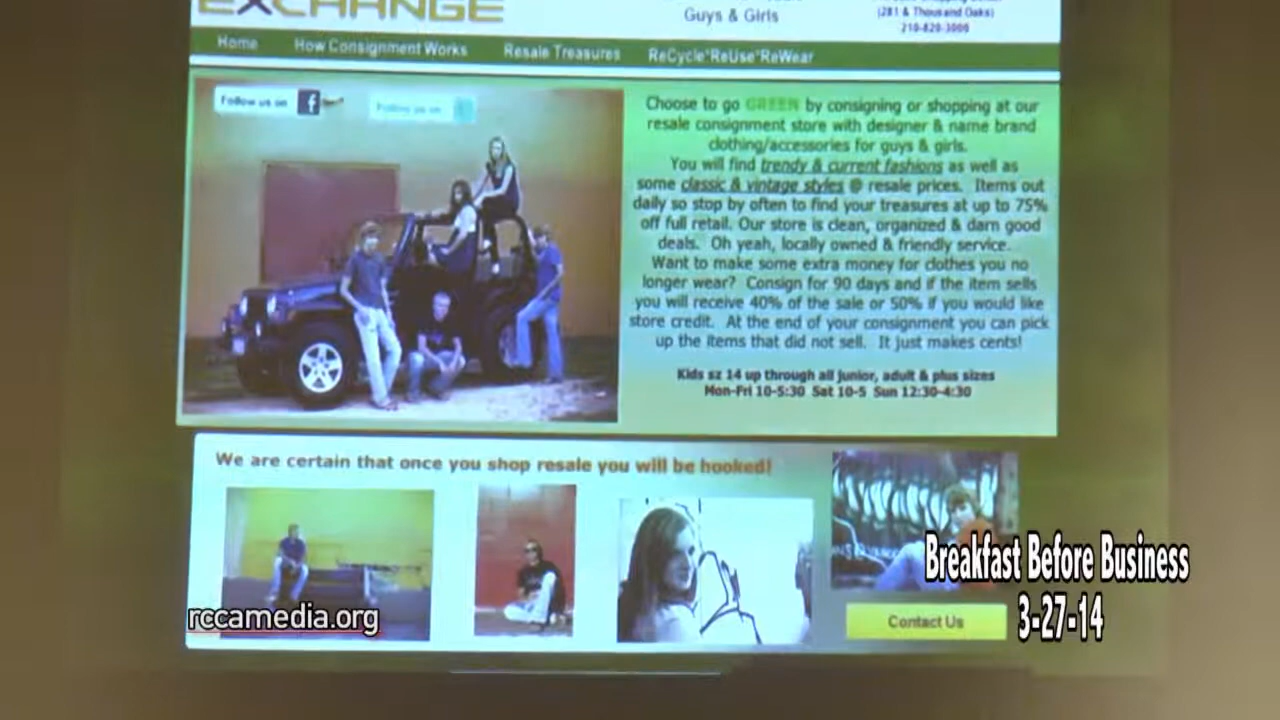 EXCHANGE
Guys & Girls
(281 & Thousand Oaks)
210-820-3000
Home How Consignment Works Resale Treasures ReCycle*ReUse*ReWear
Follow us on f
Follow us on
Choose to go GREEN by consigning or shopping at our
resale consignment store with designer & name brand
clothing/accessories for guys & girls.
You will find trendy & current fashions as well as
some classic & vintage styles @ resale prices. Items out
daily so stop by often to find your treasures at up to 75%
off full retail. Our store is clean, organized & darn good
deals. Oh yeah, locally owned & friendly service.
Want to make some extra money for clothes you no
longer wear? Consign for 90 days and if the item sells
you will receive 40% of the sale or 50% if you would like
store credit. At the end of your consignment you can pick
up the items that did not sell. It just makes cents!
Kids sz 14 up through all junior, adult & plus sizes
Mon-Fri 10-5:30 Sat 10-5 Sun 12:30-4:30
We are certain that once you shop resale you will be hooked!
Contact Us
Breakfast Before Business
3-27-14
rccamedia.org